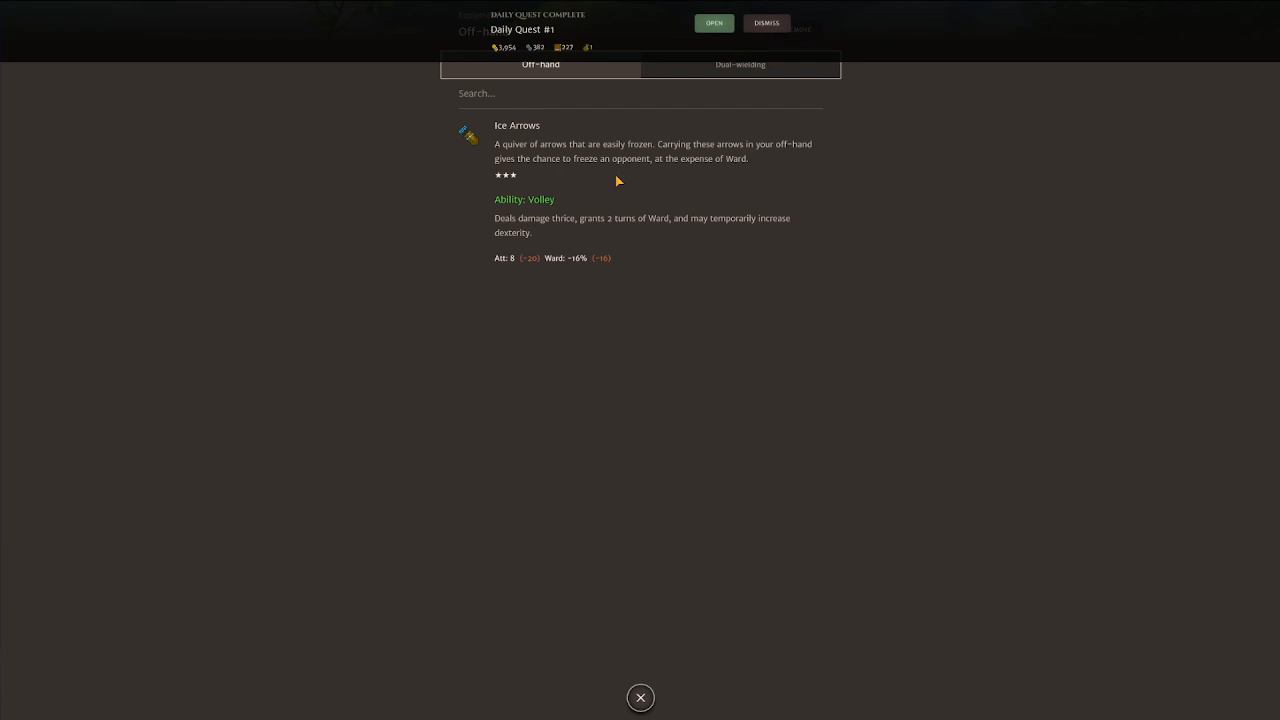 DAILY QUEST COMPLETE
Daily Quest #1
OPEN
DISMISS
3,954 382 227 1
Off-hand
Dual-wielding
Search...
Ice Arrows
A quiver of arrows that are easily frozen. Carrying these arrows in your off-hand
gives the chance to freeze an opponent, at the expense of Ward.
★★★
Ability: Volley
Deals damage thrice, grants 2 turns of Ward, and may temporarily increase
dexterity.
Att: 8 (-20) Ward: -16% (-16)